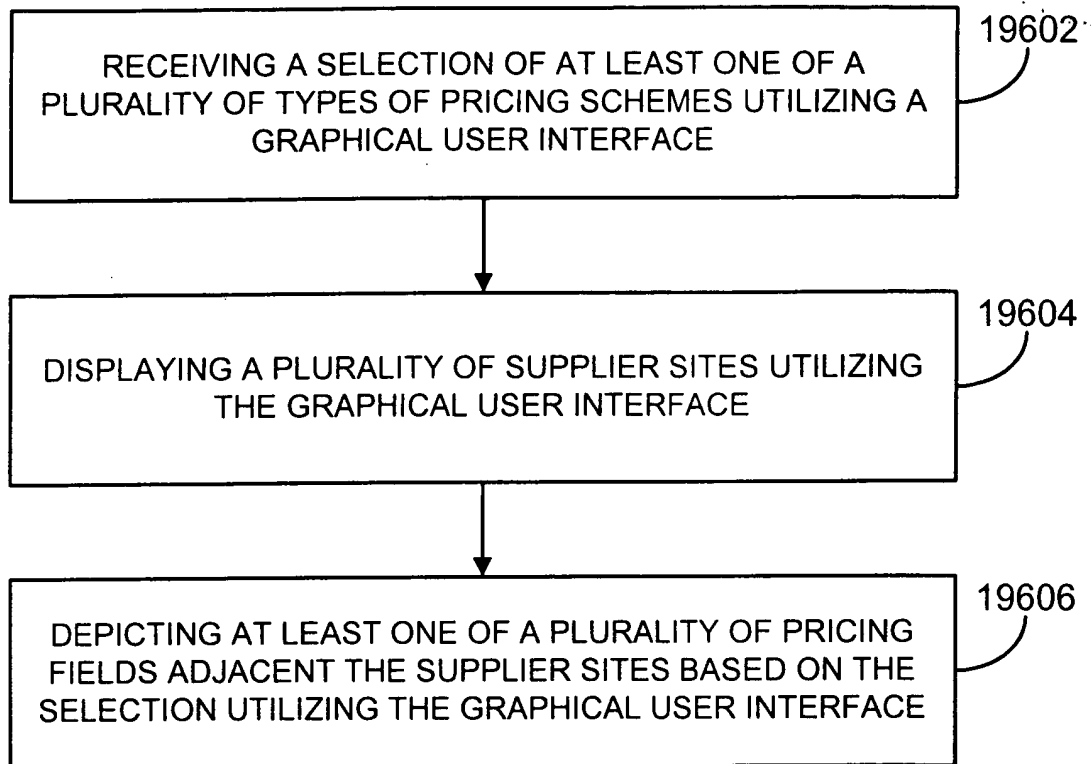 19602
RECEIVING A SELECTION OF AT LEAST ONE OF A
PLURALITY OF TYPES OF PRICING SCHEMES UTILIZING A
GRAPHICAL USER INTERFACE
19604
DISPLAYING A PLURALITY OF SUPPLIER SITES UTILIZING
THE GRAPHICAL USER INTERFACE
19606
DEPICTING AT LEAST ONE OF A PLURALITY OF PRICING
FIELDS ADJACENT THE SUPPLIER SITES BASED ON THE
SELECTION UTILIZING THE GRAPHICAL USER INTERFACE